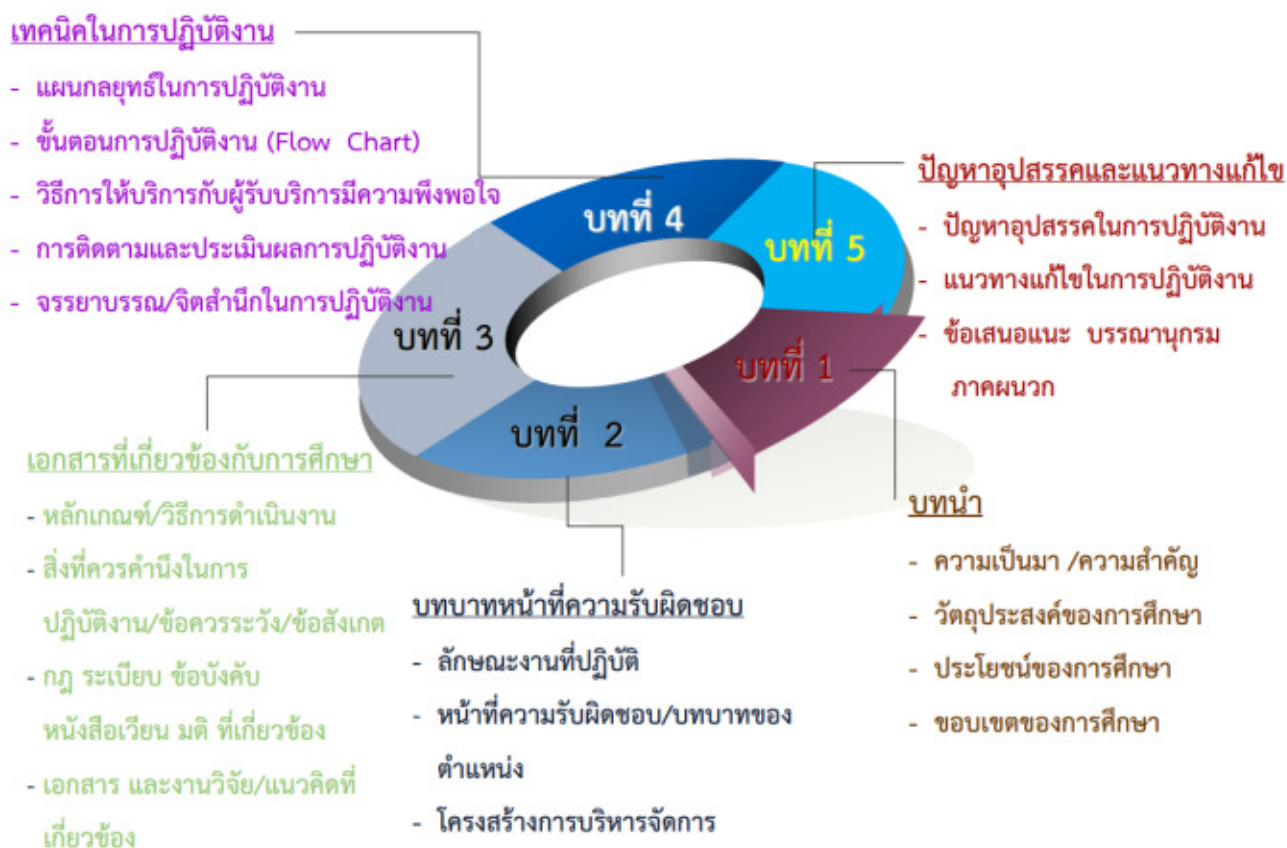 เทคนิคในการปฏิบัติงาน
- แผนกลยุทธ์ในการปฏิบัติงาน
- ขั้นตอนการปฏิบัติงาน (Flow Chart)
- วิธีการให้บริการกับผู้รับบริการมีความพึงพอใจ
- การติดตามและประเมินผลการปฏิบัติงาน
- จรรยาบรรณ/จิตสำนึกในการปฏิบัติงาน
บทที่ 4
บทที่ 5
ปัญหาอุปสรรคและแนวทางแก้ไข
- ปัญหาอุปสรรคในการปฏิบัติงาน
- แนวทางแก้ไขในการปฏิบัติงาน
- ข้อเสนอแนะ บรรณานุกรม
ภาคผนวก
บทที่ 3
บทที่ 1
บทที่ 2
เอกสารที่เกี่ยวข้องกับการศึกษา
- หลักเกณฑ์/วิธีการดำเนินงาน
- สิ่งที่ควรคำนึงในการ
ปฏิบัติงาน/ข้อควรระวัง/ข้อสังเกต
- กฎ ระเบียบ ข้อบังคับ
หนังสือเวียน มติ ที่เกี่ยวข้อง
- เอกสาร และงานวิจัย/แนวคิดที่
เกี่ยวข้อง
บทบาทหน้าที่ความรับผิดชอบ
- ลักษณะงานที่ปฏิบัติ
- หน้าที่ความรับผิดชอบ/บทบาทของ
ตำแหน่ง
- โครงสร้างการบริหารจัดการ
บทนำ
- ความเป็นมา /ความสำคัญ
- วัตถุประสงค์ของการศึกษา
- ประโยชน์ของการศึกษา
- ขอบเขตของการศึกษา